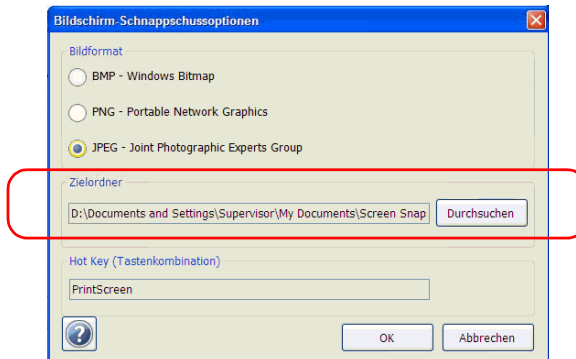 Bildschirm-Schnappschussoptionen
Bildformat
BMP - Windows Bitmap
PNG - Portable Network Graphics
JPEG - Joint Photographic Experts Group
Zielordner
D:\Documents and Settings\Supervisor\My Documents\Screen Snap
Durchsuchen
Hot Key (Tastenkombination)
PrintScreen
?
OK Abbrechen